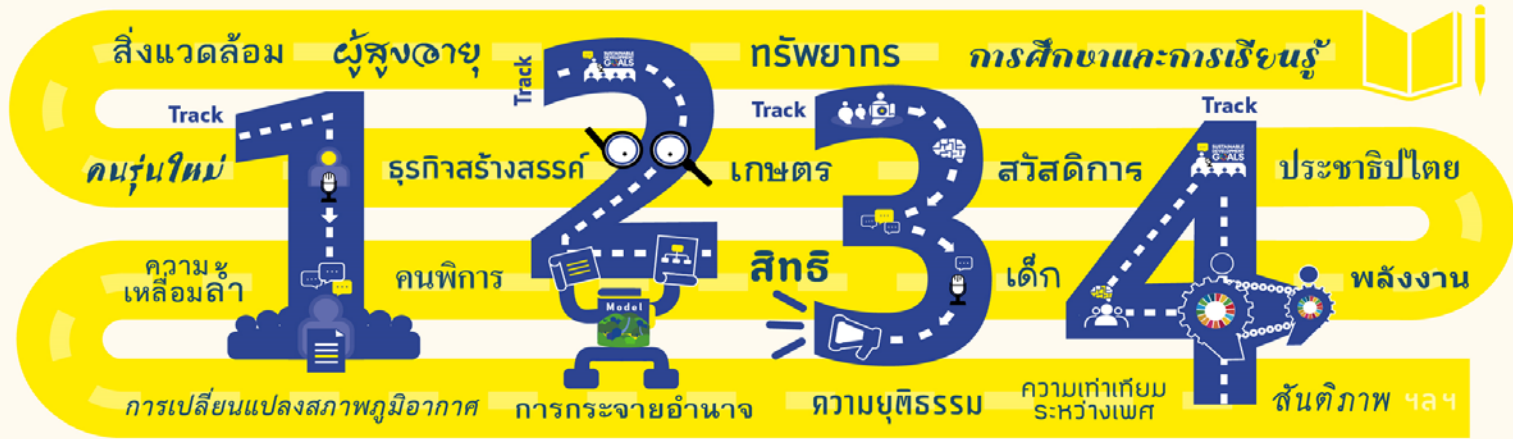 สิ่งแวดล้อม
ผู้สูงอายุ
Track
SUSTAINABLE
DEVELOPMENT
GOALS
ทรัพยากร
การศึกษาและการเรียนรู้
Track
Track
Track
คนรุ่นใหม่
ธุรกิจสร้างสรรค์
เกษตร
สวัสดิการ
SUSTAINABLE
DEVELOPMENT
GOALS
ประชาธิปไตย
1
2
3
4
ความ
เหลื่อมล้ำ
คนพิการ
สิทธิ
เด็ก
พลังงาน
Model
การเปลี่ยนแปลงสภาพภูมิอากาศ
การกระจายอำนาจ
ความยุติธรรม
ความเท่าเทียม
ระหว่างเพศ
สันติภาพ ฯลฯ